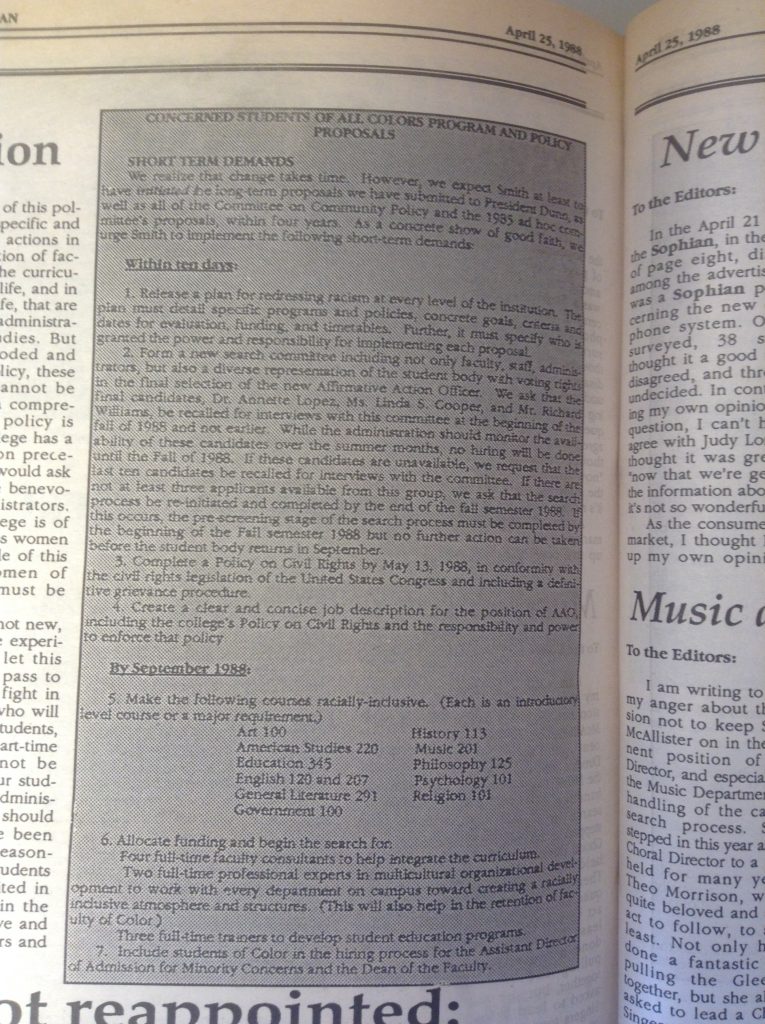 AN
April 25, 1988
ion
of this pol-
specific and
actions in
tion of fac-
he curricu-
life, and in
fe, that are
administra-
udies. But
oded and
licy, these
annot be
compre-
policy is
ege has a
on prece-
would ask
benevo-
istrators.
ege is of
s women
le of this
omen of
must be
not new,
e experi-
let this
pass to
fight in
who will
tudents,
art-time
not be
ur stud-
dminis-
should
e been
eason-
udents
ited in
in the
ve and
rs and
CONCERNED STUDENTS OF ALL COLORS PROGRAM AND POLICY
PROPOSALS
SHORT TERM DEMANDS
We realize that change takes time. However, we expect Smith at least to
have initiated the long-term proposals we have submitted to President Dunn, as
well as all of the Committee on Community Policy and the 1985 ad hoc com-
mittee's proposals, within four years. As a concrete show of good faith, we
urge Smith to implement the following short-term demands:
Within ten days:
1. Release a plan for redressing racism at every level of the institution. The
plan must detail specific programs and policies, concrete goals, criteria and
dates for evaluation, funding, and timetables. Further, it must specify who is
granted the power and responsibility for implementing each proposal.
2. Form a new search committee including not only faculty, staff, adminis-
trators, but also a diverse representation of the student body with voting rights
in the final selection of the new Affirmative Action Officer. We ask that the
final candidates, Dr. Annette Lopez, Ms. Linda S. Cooper, and Mr. Richard
Williams, be recalled for interviews with this committee at the beginning of the
fall of 1988 and not earlier. While the administration should monitor the avail-
ability of these candidates over the summer months, no hiring will be done
until the Fall of 1988. If these candidates are unavailable, we request that the
last ten candidates be recalled for interviews with the committee. If there are
not at least three applicants available from this group, we ask that the search
process be re-initiated and completed by the end of the fall semester 1988. If
this occurs, the pre-screening stage of the search process must be completed by
the beginning of the Fall semester 1988 but no further action can be taken
before the student body returns in September.
3. Complete a Policy on Civil Rights by May 13, 1988, in conformity with
the civil rights legislation of the United States Congress and including a defini-
tive grievance procedure.
4. Create a clear and concise job description for the position of AAO,
including the college's Policy on Civil Rights and the responsibility and power
to enforce that policy
By September 1988:
5. Make the following courses racially-inclusive. (Each is an introductory
level course or a major requirement.)
Art 100 History 113
American Studies 220 Music 201
Education 345 Philosophy 125
English 120 and 207 Psychology 101
General Literature 291 Religion 101
Government 100
6. Allocate funding and begin the search for:
Four full-time faculty consultants to help integrate the curriculum.
Two full-time professional experts in multicultural organizational devel-
opment to work with every department on campus toward creating a racially
inclusive atmosphere and structures. (This will also help in the retention of fac-
ulty of Color.)
Three full-time trainers to develop student education programs.
7. Include students of Color in the hiring process for the Assistant Director
of Admission for Minority Concerns and the Dean of the Faculty.
ot reappointed:
April 25, 1988
New
To the Editors:
In the April 21
the Sophian, in the
of page eight, di
among the advertis
was a Sophian p
cerning the new
phone system. O
surveyed, 38 s
thought it a good
disagreed, and thr
undecided. In cont
ing my own opinio
question, I can't h
agree with Judy Lo
thought it was gre
"now that we're ge
the information abo
it's not so wonderfu
As the consume
market, I thought I
up my own opini
Music a
To the Editors:
I am writing to
my anger about th
sion not to keep S
McAllister on in the
nent position of
Director, and especia
the Music Departmen
handling of the ca
search process. S
stepped in this year a
Choral Director to a
held for many ye
Theo Morrison, w
quite beloved and
act to follow, to s
least. Not only h
done a fantastic
pulling the Glee
together, but she al
asked to lead a Ch
Singer